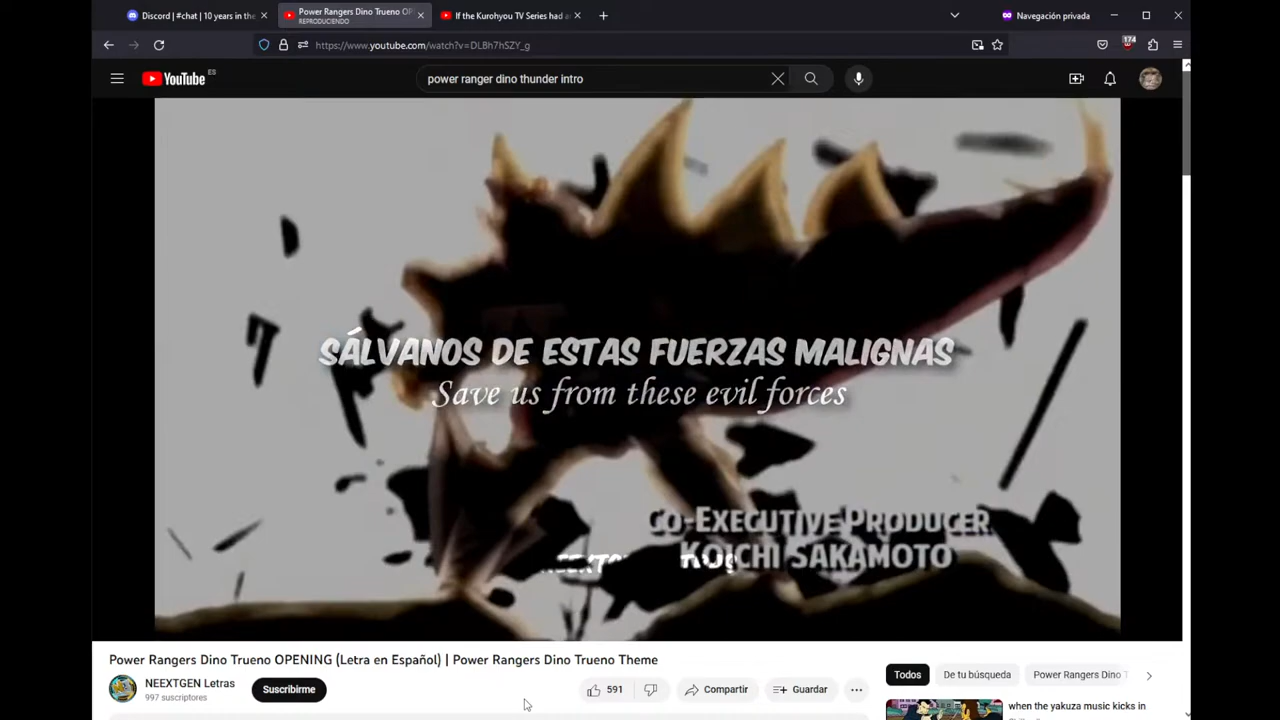 Discord | #chat | 10 years in the
Power Rangers Dino Trueno OP
REPRODUCIENDO
If the Kurohyou TV Series had a
Navegación privada
https://www.youtube.com/watch?v=DLBh7hSZY_g
174
YouTube ES
power ranger dino thunder intro
SÁLVANOS DE ESTAS FUERZAS MALIGNAS
Save us from these evil forces
CO-EXECUTIVE PRODUCER
KOICHI SAKAMOTO
Power Rangers Dino Trueno OPENING (Letra en Español) | Power Rangers Dino Trueno Theme
NEEXTGEN Letras
997 suscriptores
Suscribirme
591
Compartir
Guardar
Todos
De tu búsqueda
Power Rangers Dino T
when the yakuza music kicks in